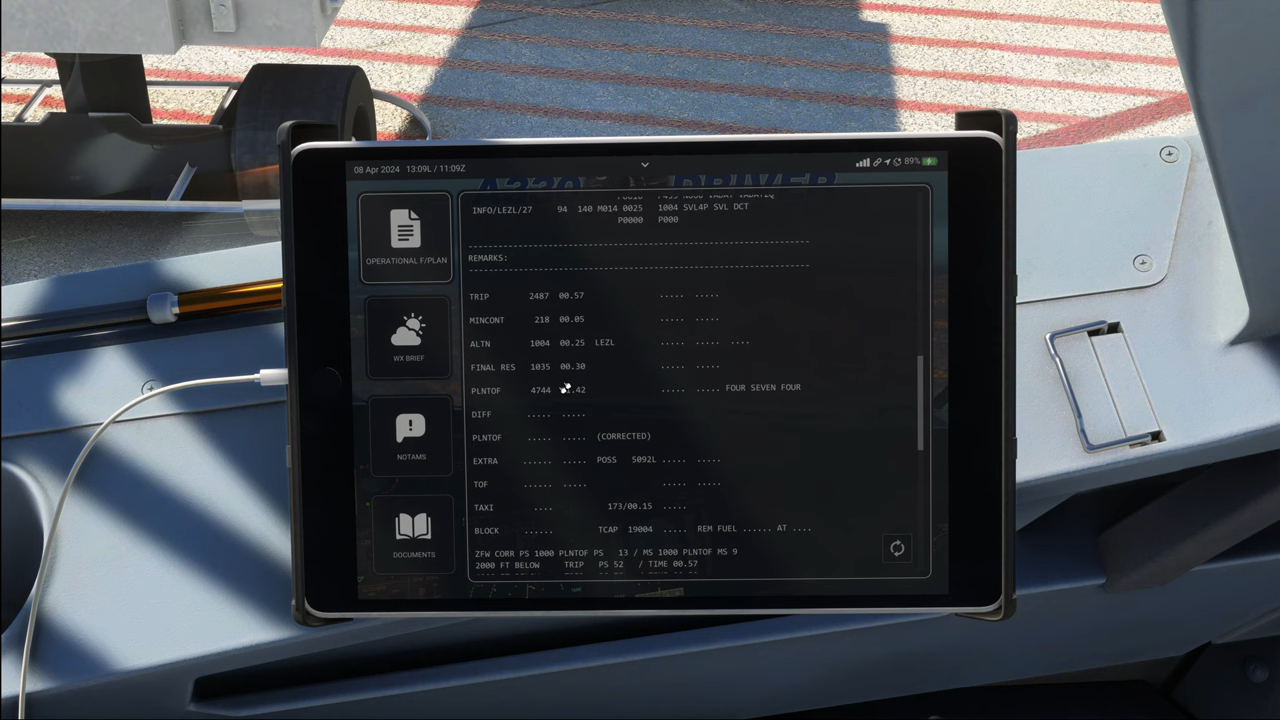 08 Apr 2024 13:09L / 11:09Z
89%
DRIVER
OPERATIONAL F/PLAN
WX BRIEF
NOTAMS
DOCUMENTS
INFO/LEZL/27 94 140 M014 0025 1004 SVL4P SVL DCT
P0000 P000
REMARKS:
TRIP 2487 00.57 ..... .....
MINCONT 218 00.05 ..... .....
ALTN 1004 00.25 LEZL ..... ..... ....
FINAL RES 1035 00.30 ..... .....
PLNTOF 4744 .42 ..... ..... FOUR SEVEN FOUR
DIFF ..... .....
PLNTOF ..... ..... (CORRECTED)
EXTRA ...... ..... POSS 5092L ..... .....
TOF ...... ..... ..... .....
TAXI .... 173/00.15 .....
BLOCK ...... TCAP 19004 ..... REM FUEL ...... AT ....
ZFW CORR PS 1000 PLNTOF PS 13 / MS 1000 PLNTOF MS 9
2000 FT BELOW TRIP PS 52 / TIME 00.57